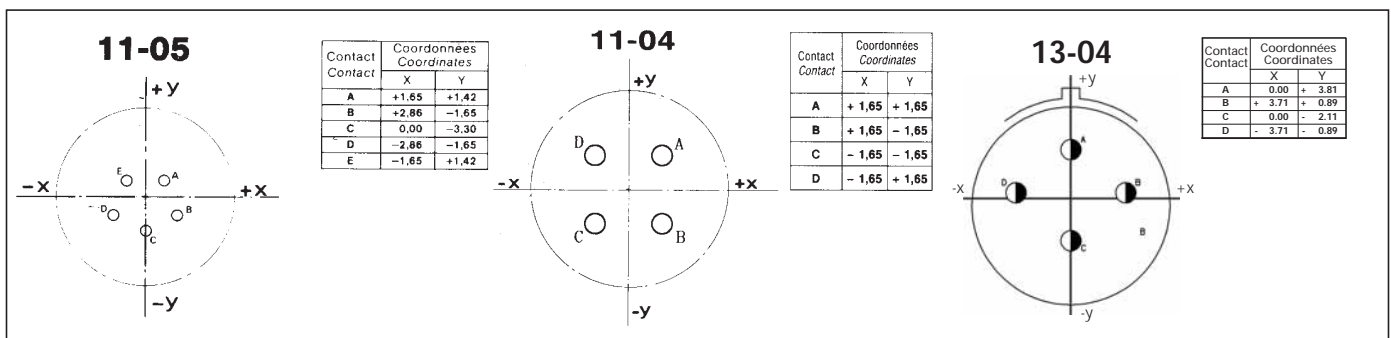 11-05
+Y
-X
+X
-Y
E
A
D
B
C
Contact Coordonnées
Contact Coordinates
X Y
A +1,65 +1,42
B +2,86 −1,65
C 0,00 −3,30
D −2,86 −1,65
E −1,65 +1,42
11-04
+Y
-X
+X
-Y
D
A
C
B
Contact Coordonnées
Contact Coordinates
X Y
A + 1,65 + 1,65
B + 1,65 − 1,65
C − 1,65 − 1,65
D − 1,65 + 1,65
13-04
+y
-x
+x
-y
A
D
B
C
B
Contact Coordonnées
Contact Coordinates
X Y
A 0.00 + 3.81
B + 3.71 + 0.89
C 0.00 - 2.11
D - 3.71 - 0.89